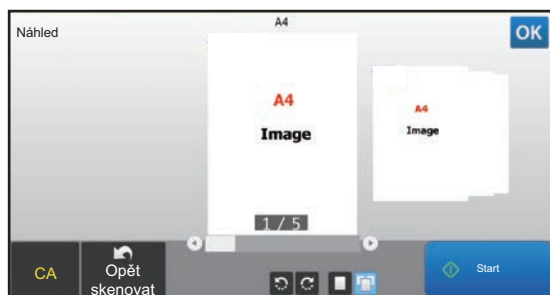 Náhled
A4
OK
A4
Image
A4
Image
1 / 5
CA
Opět
skenovat
Start